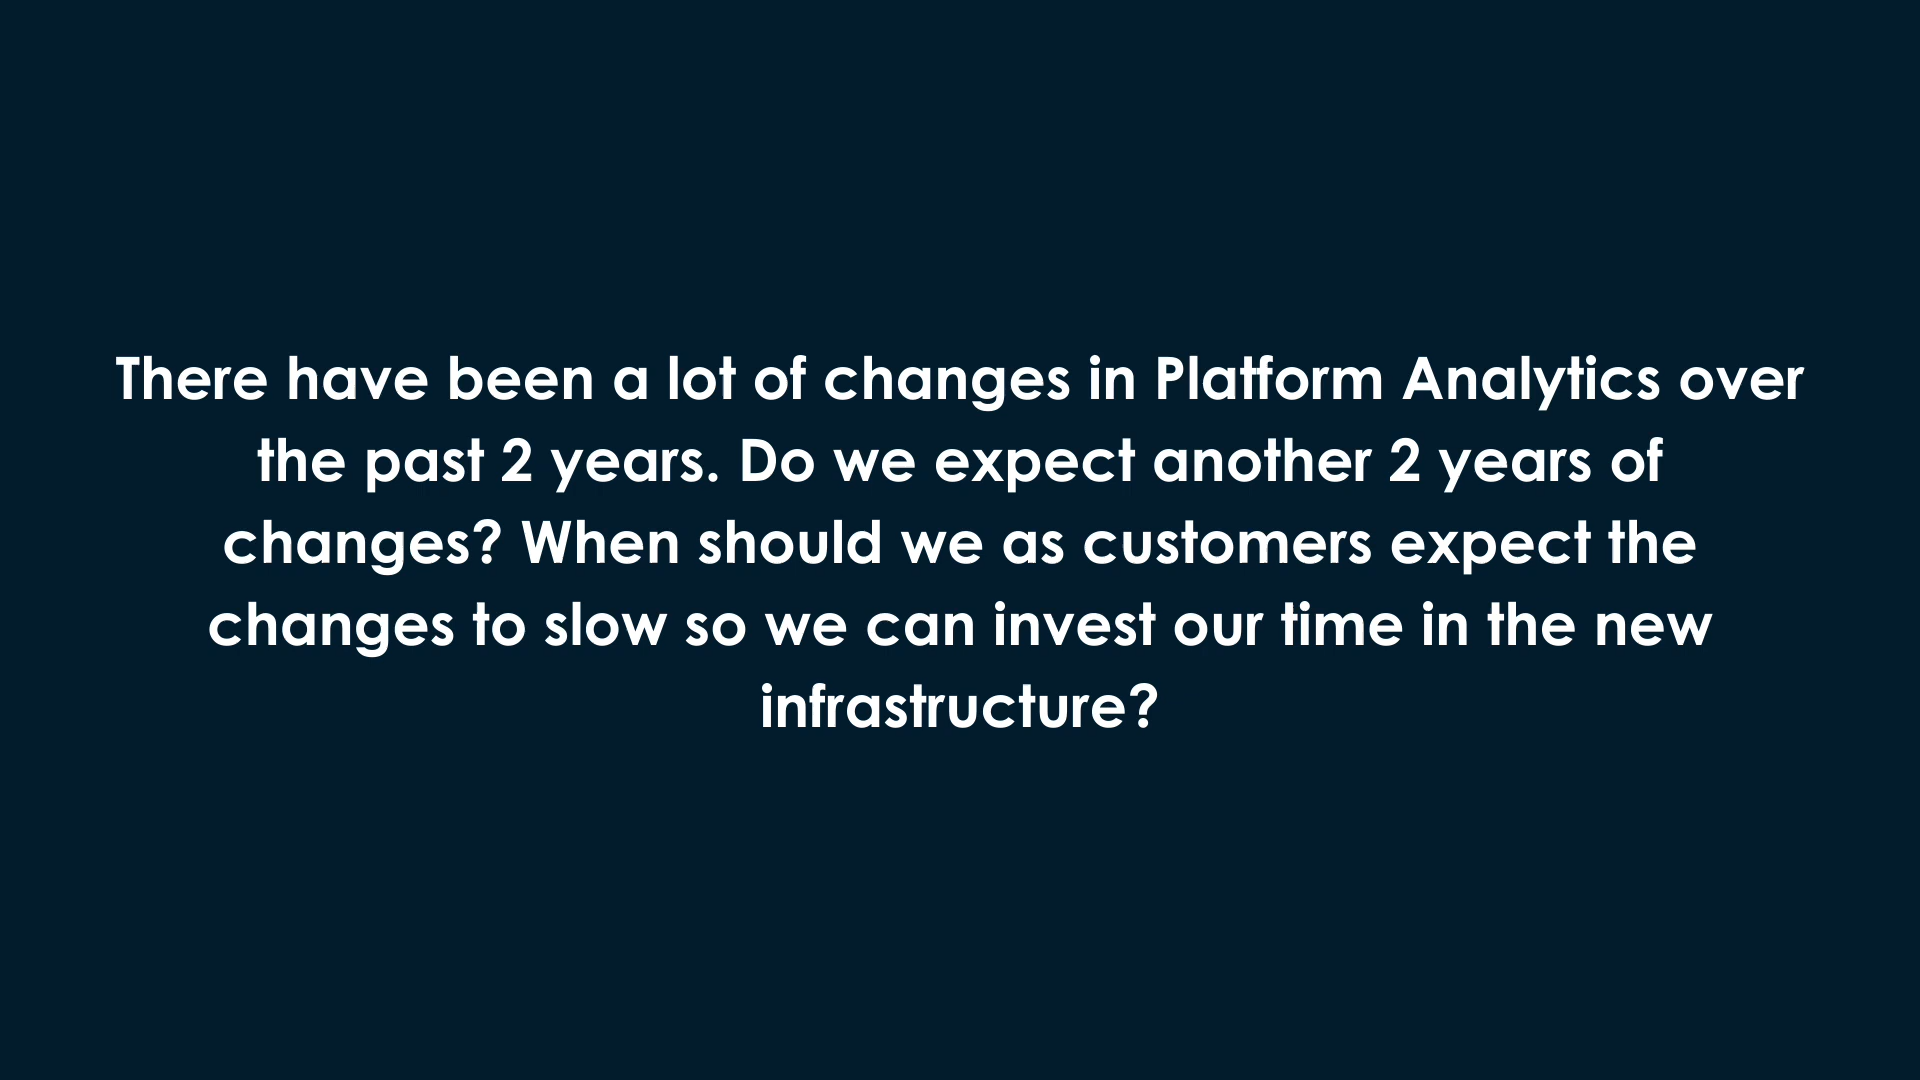 There have been a lot of changes in Platform Analytics over
the past 2 years. Do we expect another 2 years of
changes? When should we as customers expect the
changes to slow so we can invest our time in the new
infrastructure?